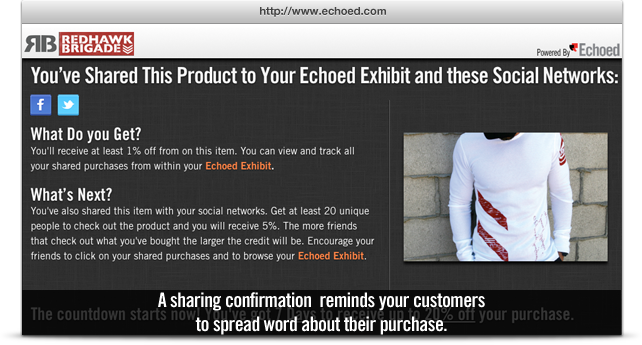 http://www.echoed.com
RB REDHAWK BRIGADE
Powered By Echoed
You've Shared This Product to Your Echoed Exhibit and these Social Networks:
What Do you Get?
You'll receive at least 1% off from on this item. You can view and track all
your shared purchases from within your Echoed Exhibit.
What's Next?
You've also shared this item with your social networks. Get at least 20 unique
people to check out the product and you will receive 5%. The more friends
that check out what you've bought the larger the credit will be. Encourage your
friends to click on your shared purchases and to browse your Echoed Exhibit.
The countdown starts now! You've got 7 Days to receive up to 20% off your purchase.
A sharing confirmation reminds your customers
to spread word about their purchase.